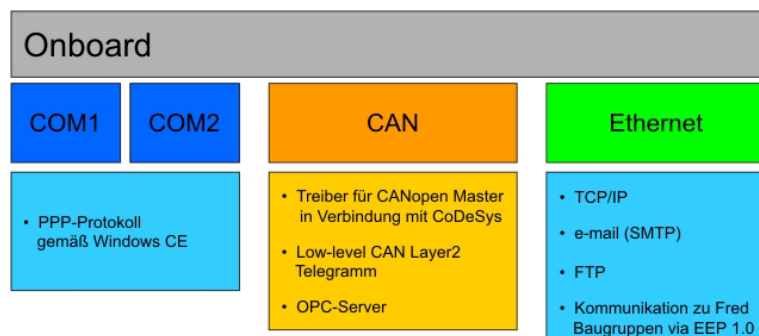 Onboard
COM1
COM2
CAN
Ethernet
• PPP-Protokoll
gemäß Windows CE
• Treiber für CANopen Master
in Verbindung mit CoDeSys
• Low-level CAN Layer2
Telegramm
• OPC-Server
• TCP/IP
• e-mail (SMTP)
• FTP
• Kommunikation zu Fred
Baugruppen via EEP 1.0